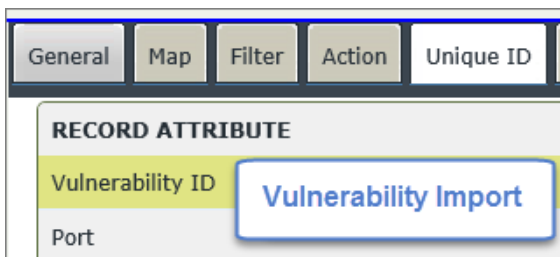 General Map Filter Action Unique ID
RECORD ATTRIBUTE
Vulnerability ID
Vulnerability Import
Port